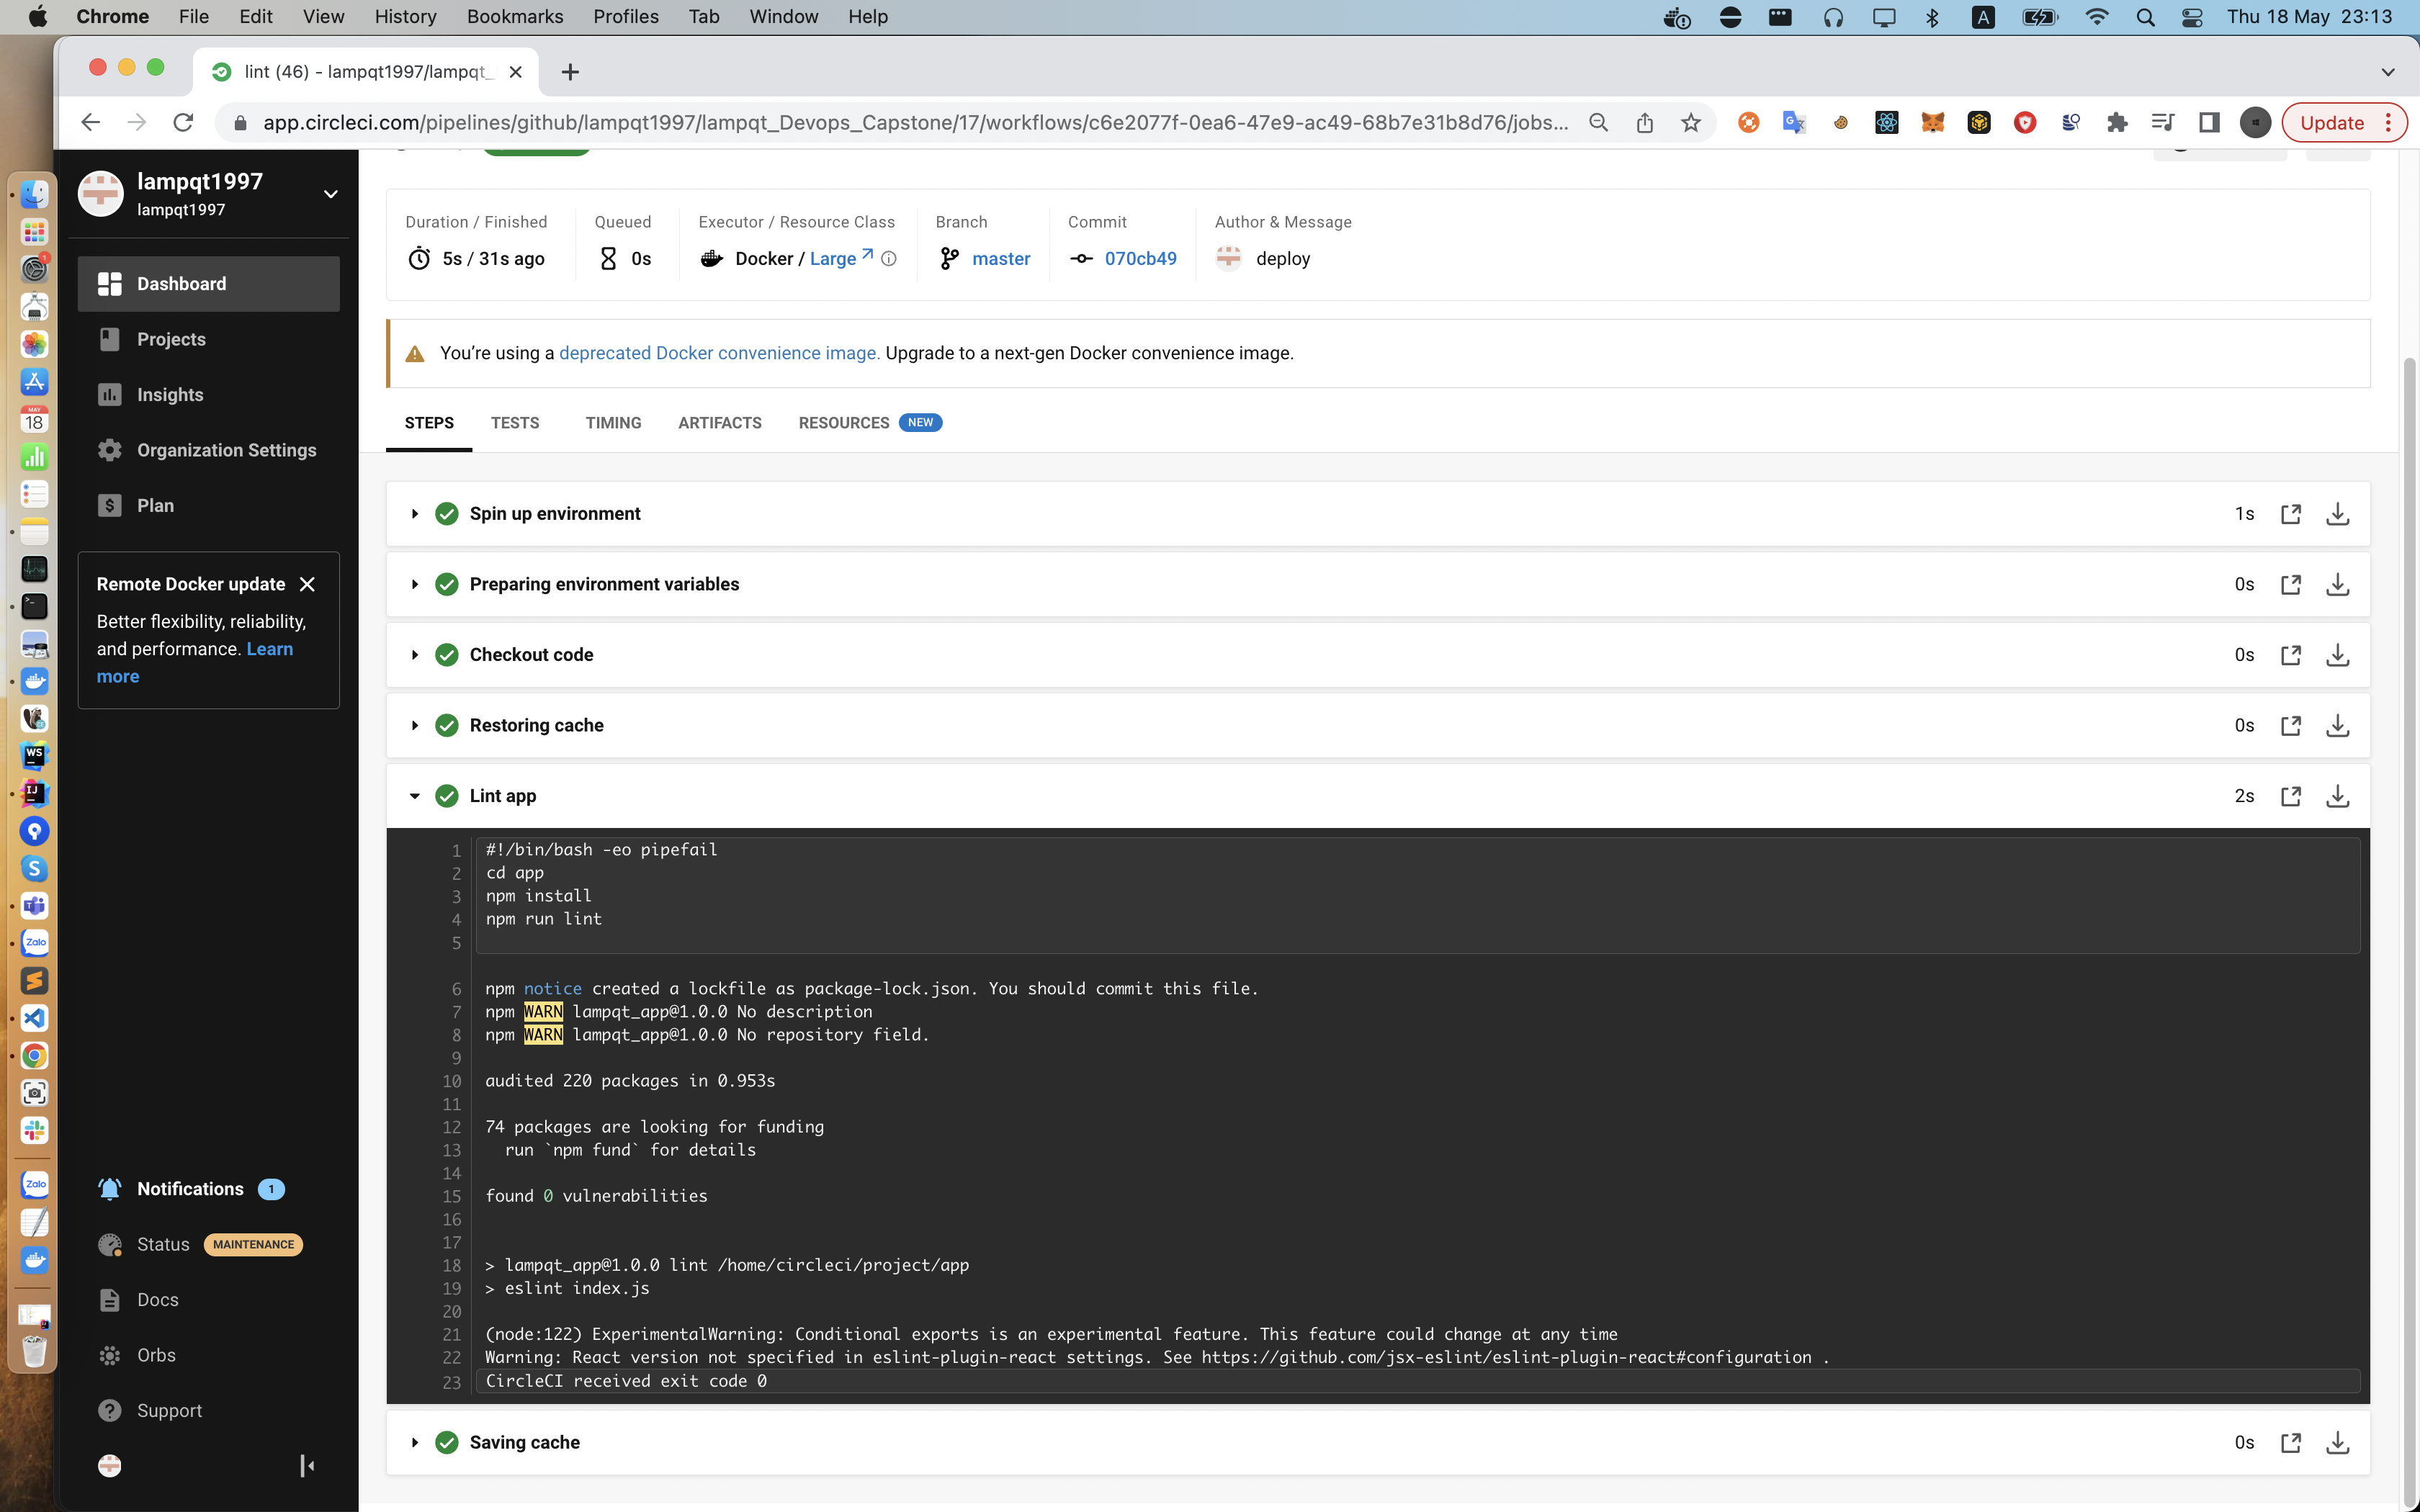 Chrome File Edit View History Bookmarks Profiles Tab Window Help A Thu 18 May 23:13
lint (46) - lampqt1997/lampqt_
app.circleci.com/pipelines/github/lampqt1997/lampqt_Devops_Capstone/17/workflows/c6e2077f-0ea6-47e9-ac49-68b7e31b8d76/jobs... Update
lampqt1997
lampqt1997
Dashboard
Projects
Insights
Organization Settings
Plan
Remote Docker update
Better flexibility, reliability,
and performance. Learn
more
Notifications 1
Status MAINTENANCE
Docs
Orbs
Support
Duration / Finished Queued Executor / Resource Class Branch Commit Author & Message
5s / 31s ago 0s Docker / Large master 070cb49 deploy
You’re using a deprecated Docker convenience image. Upgrade to a next-gen Docker convenience image.
STEPS TESTS TIMING ARTIFACTS RESOURCES NEW
Spin up environment 1s
Preparing environment variables 0s
Checkout code 0s
Restoring cache 0s
Lint app 2s
1 #!/bin/bash -eo pipefail
2 cd app
3 npm install
4 npm run lint
5
6 npm notice created a lockfile as package-lock.json. You should commit this file.
7 npm WARN lampqt_app@1.0.0 No description
8 npm WARN lampqt_app@1.0.0 No repository field.
9
10 audited 220 packages in 0.953s
11
12 74 packages are looking for funding
13 run `npm fund` for details
14
15 found 0 vulnerabilities
16
17
18 > lampqt_app@1.0.0 lint /home/circleci/project/app
19 > eslint index.js
20
21 (node:122) ExperimentalWarning: Conditional exports is an experimental feature. This feature could change at any time
22 Warning: React version not specified in eslint-plugin-react settings. See https://github.com/jsx-eslint/eslint-plugin-react#configuration .
23 CircleCI received exit code 0
Saving cache 0s
MAY
18
WS
IJ
Zalo
Zalo